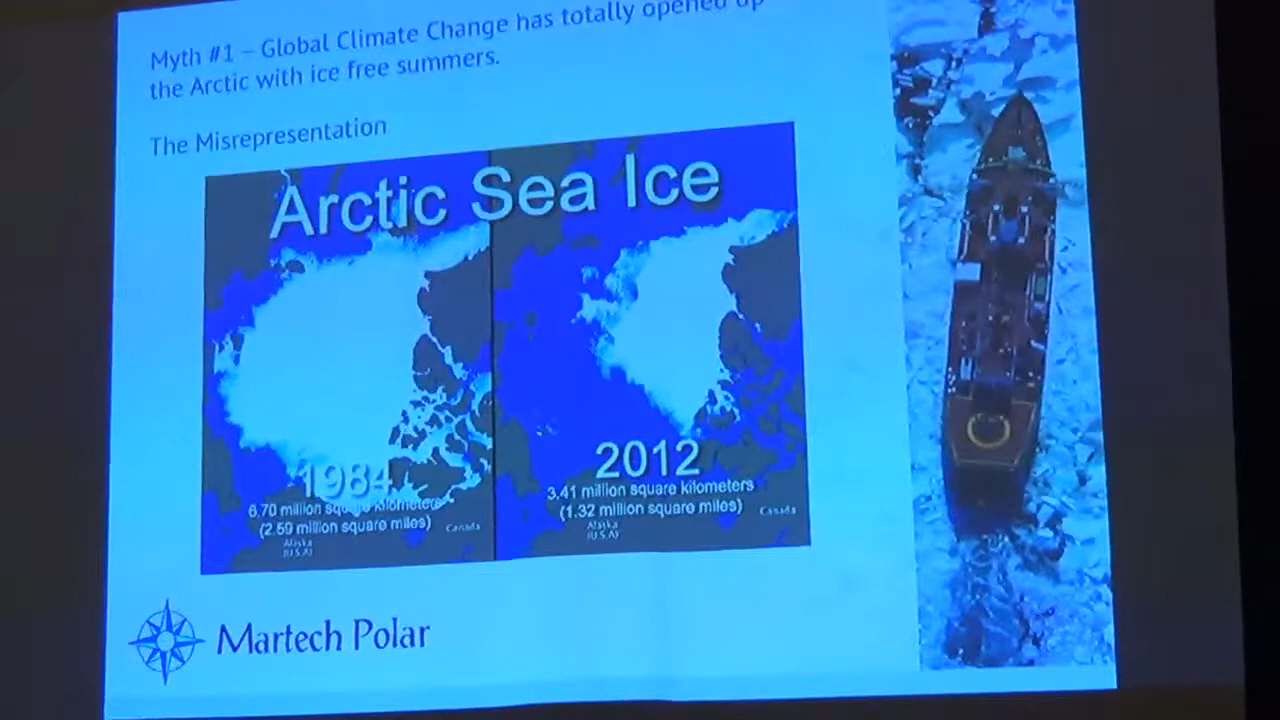 Myth #1 – Global Climate Change has totally opened up
the Arctic with ice free summers.
The Misrepresentation
Arctic Sea Ice
1984
6.70 million square kilometers
(2.59 million square miles)
Canada
Alaska
(U.S.A)
2012
3.41 million square kilometers
(1.32 million square miles)
Canada
Alaska
(U.S.A)
Martech Polar